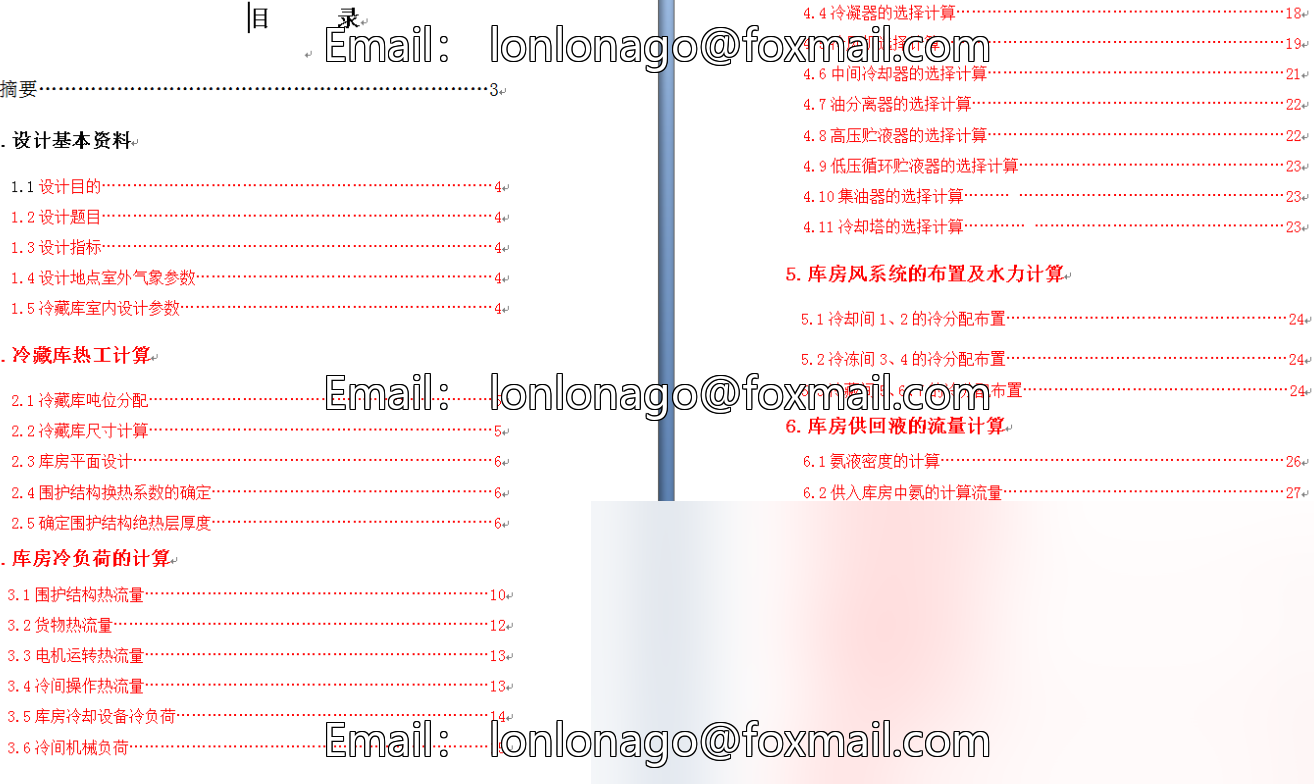 目 录
摘要……3
. 设计基本资料
1.1 设计目的……4
1.2 设计题目……4
1.3 设计指标……4
1.4 设计地点室外气象参数……4
1.5 冷藏库室内设计参数……4
. 冷藏库热工计算
2.1 冷藏库吨位分配……5
2.2 冷藏库尺寸计算……5
2.3 库房平面设计……6
2.4 围护结构换热系数的确定……6
2.5 确定围护结构绝热层厚度……6
. 库房冷负荷的计算
3.1 围护结构热流量……10
3.2 货物热流量……12
3.3 电机运转热流量……13
3.4 冷间操作热流量……13
3.5 库房冷却设备冷负荷……14
3.6 冷间机械负荷……
4.4 冷凝器的选择计算……18
选择计算……19
4.6 中间冷却器的选择计算……21
4.7 油分离器的选择计算……22
4.8 高压贮液器的选择计算……22
4.9 低压循环贮液器的选择计算……23
4.10 集油器的选择计算…… ……23
4.11 冷却塔的选择计算…… ……23
5. 库房风系统的布置及水力计算
5.1 冷却间 1、2 的冷分配布置……24
5.2 冷冻间 3、4 的冷分配布置……24
布置……24
6. 库房供回液的流量计算
6.1 氨液密度的计算……26
6.2 供入库房中氨的计算流量……27
Email： lonlonago@foxmail.com
Email： lonlonago@foxmail.com
Email： lonlonago@foxmail.com